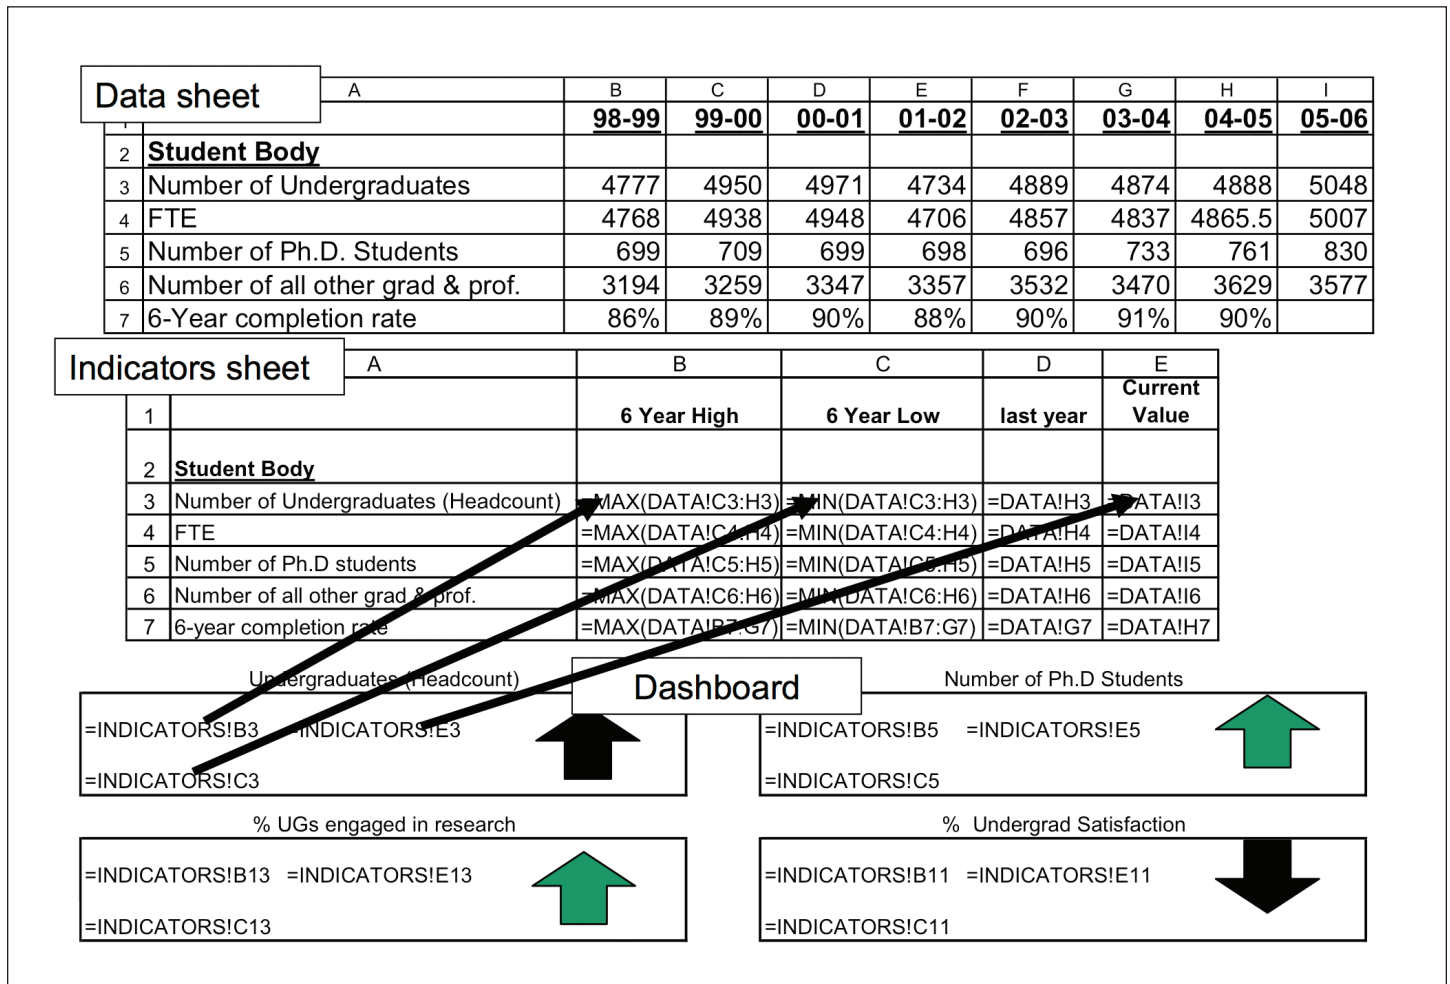 Data sheet
A B C D E F G H I
1 98-99 99-00 00-01 01-02 02-03 03-04 04-05 05-06
2 Student Body
3 Number of Undergraduates 4777 4950 4971 4734 4889 4874 4888 5048
4 FTE 4768 4938 4948 4706 4857 4837 4865.5 5007
5 Number of Ph.D. Students 699 709 699 698 696 733 761 830
6 Number of all other grad & prof. 3194 3259 3347 3357 3532 3470 3629 3577
7 6-Year completion rate 86% 89% 90% 88% 90% 91% 90%
Indicators sheet
A B C D E
1 6 Year High 6 Year Low last year Current Value
2 Student Body
3 Number of Undergraduates (Headcount) =MAX(DATA!C3:H3) =MIN(DATA!C3:H3) =DATA!H3 =DATA!I3
4 FTE =MAX(DATA!C4:H4) =MIN(DATA!C4:H4) =DATA!H4 =DATA!I4
5 Number of Ph.D students =MAX(DATA!C5:H5) =MIN(DATA!C5:H5) =DATA!H5 =DATA!I5
6 Number of all other grad & prof. =MAX(DATA!C6:H6) =MIN(DATA!C6:H6) =DATA!H6 =DATA!I6
7 6-year completion rate =MAX(DATA!B7:G7) =MIN(DATA!B7:G7) =DATA!G7 =DATA!H7
Dashboard
Undergraduates (Headcount)
=INDICATORS!B3 =INDICATORS!E3
=INDICATORS!C3
Number of Ph.D Students
=INDICATORS!B5 =INDICATORS!E5
=INDICATORS!C5
% UGs engaged in research
=INDICATORS!B13 =INDICATORS!E13
=INDICATORS!C13
% Undergrad Satisfaction
=INDICATORS!B11 =INDICATORS!E11
=INDICATORS!C11